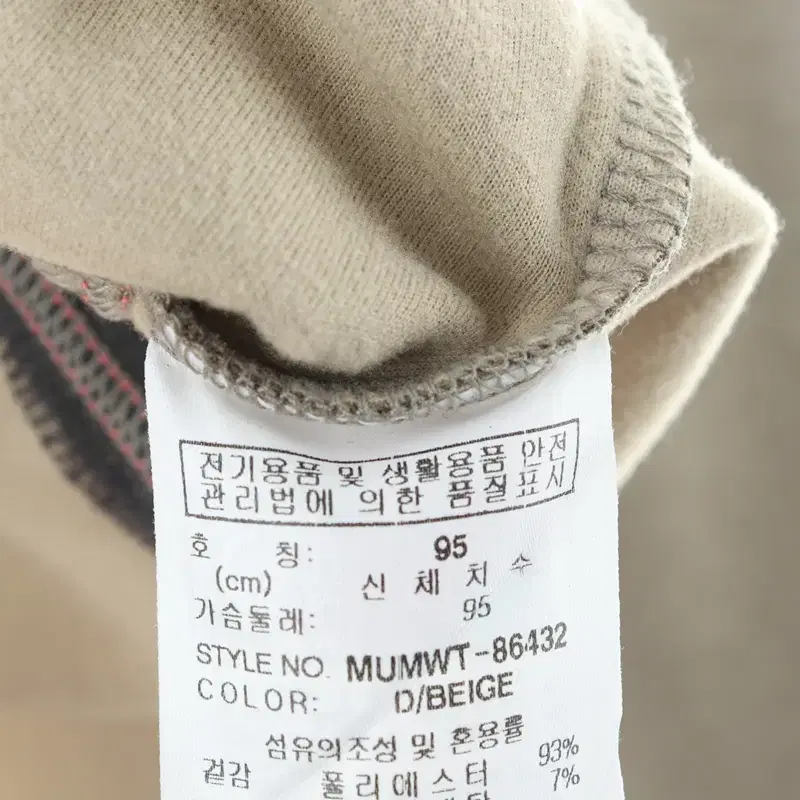 전기용품 및 생활용품 안전
관리법에 의한 품질표시
호 칭: 95
(cm) 신 체 치 수
가슴둘레: 95
STYLE NO. MUMWT-86432
COLOR: D/BEIGE
섬유의조성 및 혼용률
겉감 폴리에스터 93%
7%